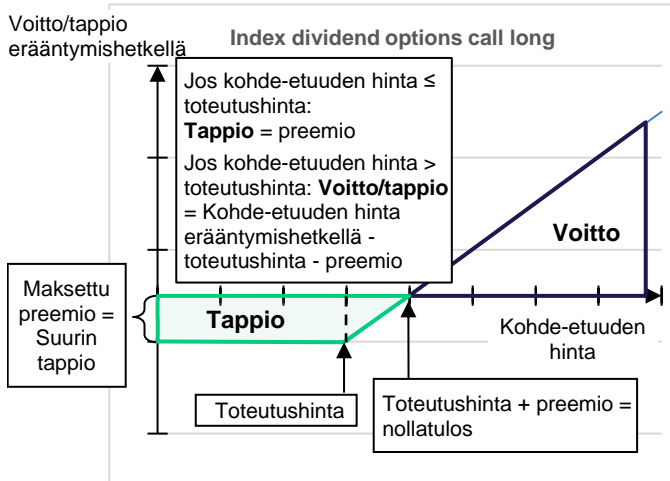 Voitto/tappio
erääntymishetkellä
Index dividend options call long
Jos kohde-etuuden hinta ≤
toteutushinta:
Tappio = preemio
Jos kohde-etuuden hinta >
toteutushinta: Voitto/tappio
= Kohde-etuuden hinta
erääntymishetkellä -
toteutushinta - preemio
Voitto
Maksettu
preemio =
Suurin
tappio
Tappio
Kohde-etuuden
hinta
Toteutushinta
Toteutushinta + preemio =
nollatulos